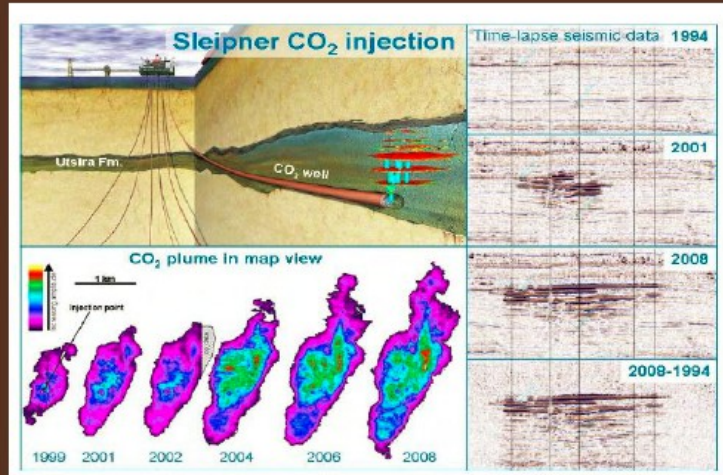 Sleipner CO₂ injection
Utsira Fm.
CO₂ well
Time-lapse seismic data 1994
2001
2008
2008-1994
CO₂ plume in map view
1 km
Injection point
1999 2001 2002 2004 2006 2008